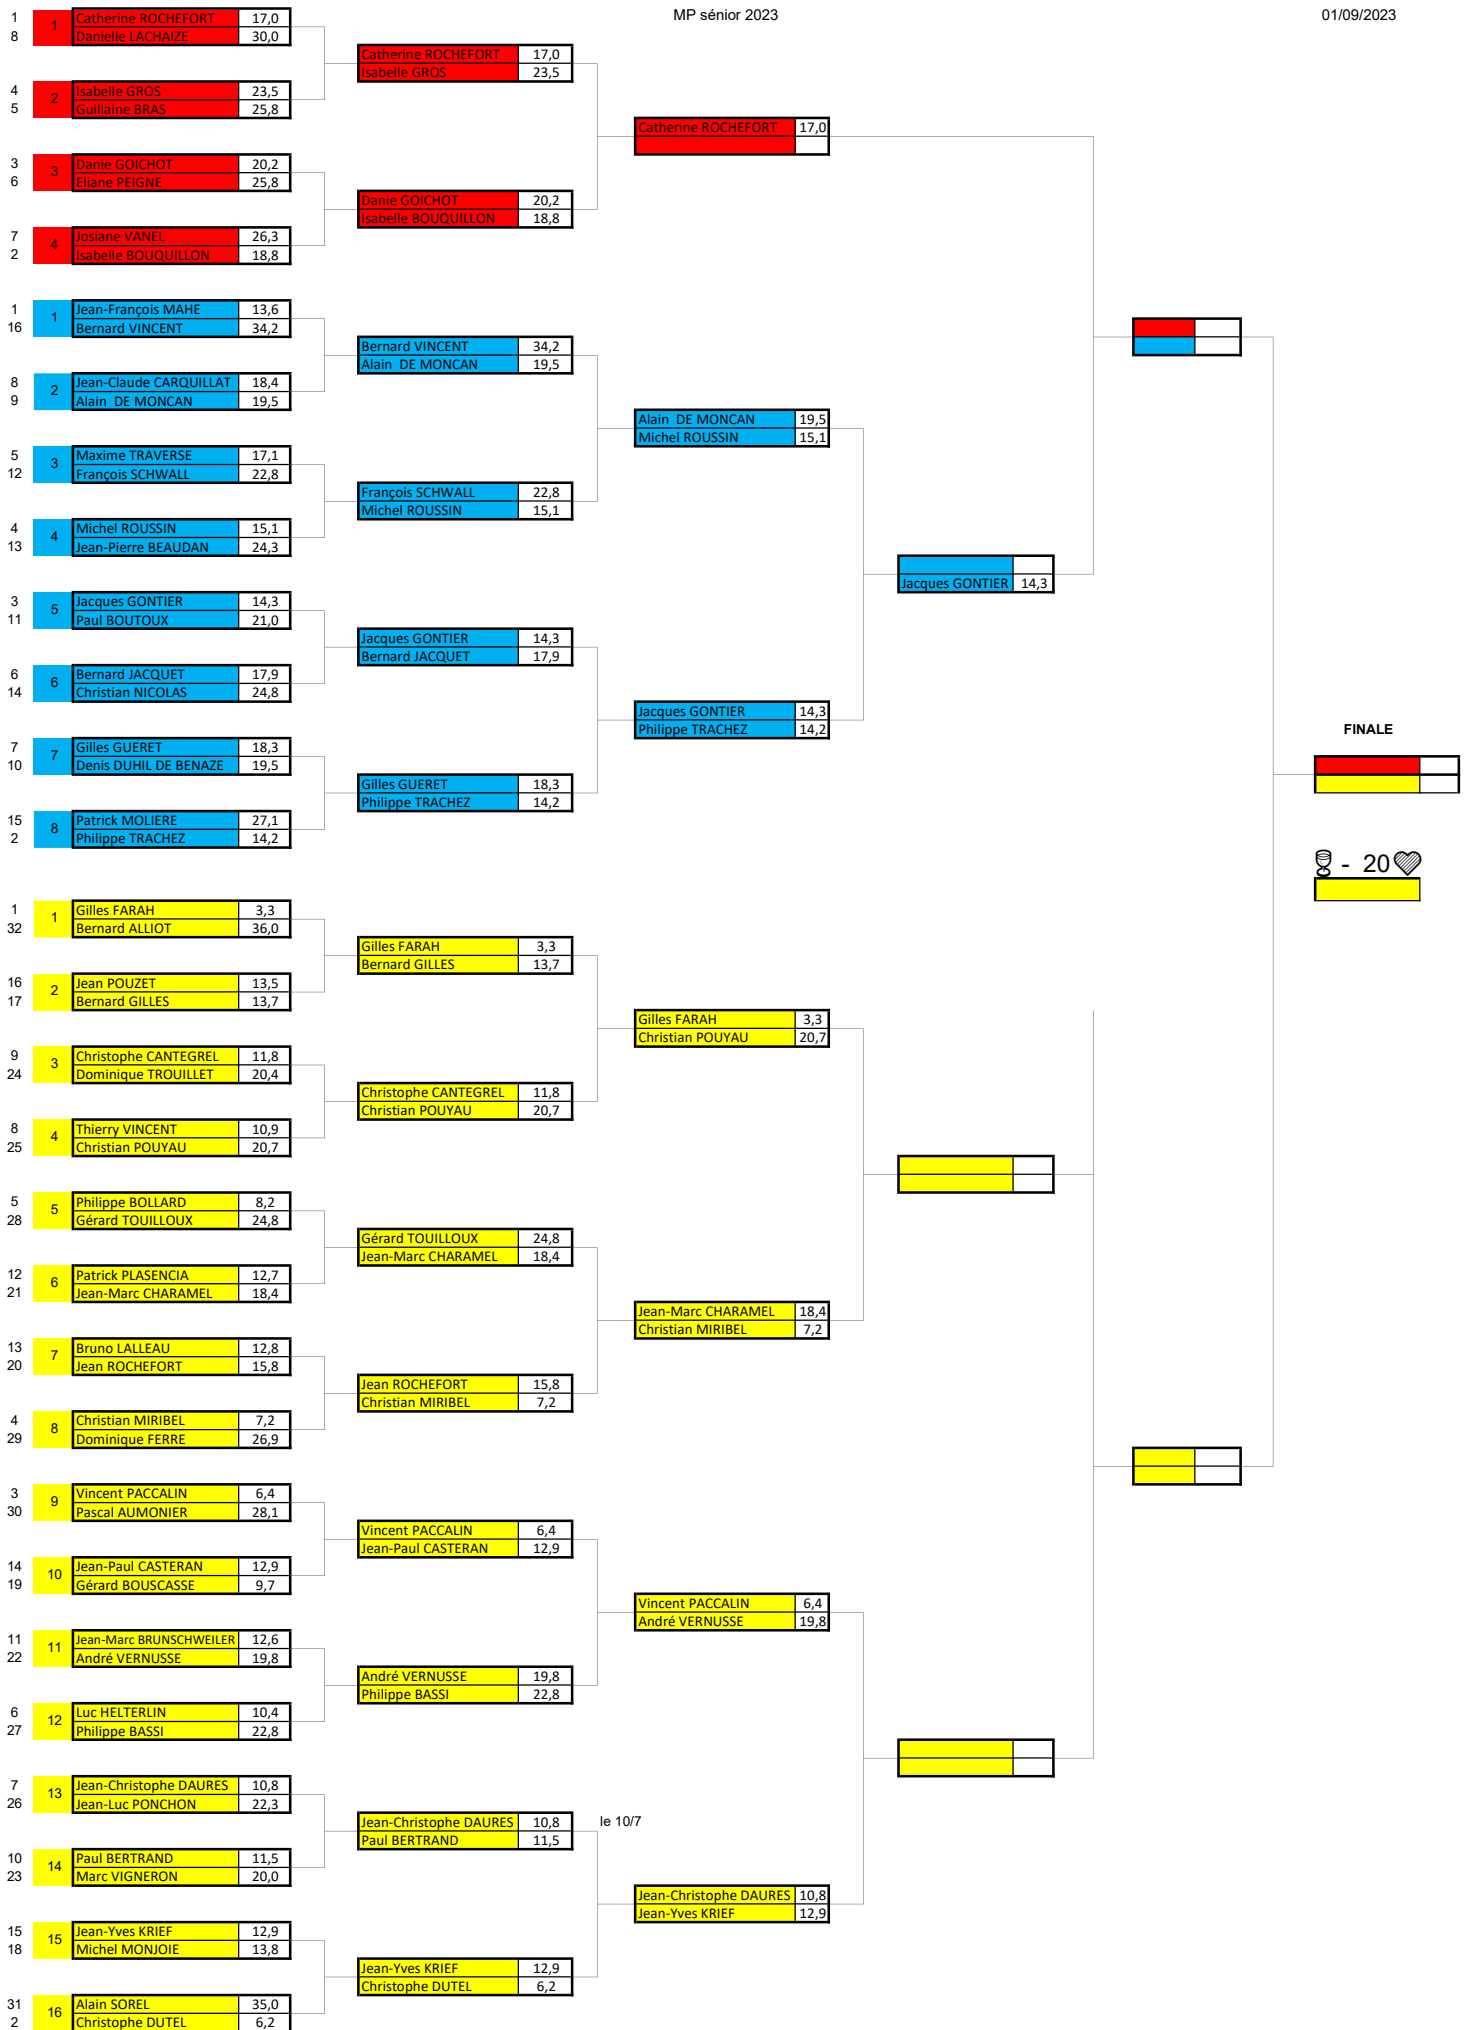 MP sénior 2023
01/09/2023
1 1 Catherine ROCHEFORT 17,0
8 Danielle LACHAIZE 30,0
Catherine ROCHEFORT 17,0
Isabelle GROS 23,5
4 2 Isabelle GROS 23,5
5 Guillaine BRAS 25,8
Catherine ROCHEFORT 17,0
3 3 Danie GOICHOT 20,2
6 Eliane PEIGNE 25,8
Danie GOICHOT 20,2
Isabelle BOUQUILLON 18,8
7 4 Josiane VANEL 26,3
2 Isabelle BOUQUILLON 18,8
1 1 Jean-François MAHE 13,6
16 Bernard VINCENT 34,2
Bernard VINCENT 34,2
Alain DE MONCAN 19,5
8 2 Jean-Claude CARQUILLAT 18,4
9 Alain DE MONCAN 19,5
Alain DE MONCAN 19,5
Michel ROUSSIN 15,1
5 3 Maxime TRAVERSE 17,1
12 François SCHWALL 22,8
François SCHWALL 22,8
Michel ROUSSIN 15,1
4 4 Michel ROUSSIN 15,1
13 Jean-Pierre BEAUDAN 24,3
Jacques GONTIER 14,3
3 5 Jacques GONTIER 14,3
11 Paul BOUTOUX 21,0
Jacques GONTIER 14,3
Bernard JACQUET 17,9
6 6 Bernard JACQUET 17,9
14 Christian NICOLAS 24,8
Jacques GONTIER 14,3
Philippe TRACHEZ 14,2
FINALE
7 7 Gilles GUERET 18,3
10 Denis DUHIL DE BENAZE 19,5
Gilles GUERET 18,3
Philippe TRACHEZ 14,2
15 8 Patrick MOLIERE 27,1
2 Philippe TRACHEZ 14,2
- 20
1 1 Gilles FARAH 3,3
32 Bernard ALLIOT 36,0
Gilles FARAH 3,3
Bernard GILLES 13,7
16 2 Jean POUZET 13,5
17 Bernard GILLES 13,7
Gilles FARAH 3,3
Christian POUYAU 20,7
9 3 Christophe CANTEGREL 11,8
24 Dominique TROUILLET 20,4
Christophe CANTEGREL 11,8
Christian POUYAU 20,7
8 4 Thierry VINCENT 10,9
25 Christian POUYAU 20,7
5 5 Philippe BOLLARD 8,2
28 Gérard TOUILLOUX 24,8
Gérard TOUILLOUX 24,8
Jean-Marc CHARAMEL 18,4
12 6 Patrick PLASENCIA 12,7
21 Jean-Marc CHARAMEL 18,4
Jean-Marc CHARAMEL 18,4
Christian MIRIBEL 7,2
13 7 Bruno LALLEAU 12,8
20 Jean ROCHEFORT 15,8
Jean ROCHEFORT 15,8
Christian MIRIBEL 7,2
4 8 Christian MIRIBEL 7,2
29 Dominique FERRE 26,9
3 9 Vincent PACCALIN 6,4
30 Pascal AUMONIER 28,1
Vincent PACCALIN 6,4
Jean-Paul CASTERAN 12,9
14 10 Jean-Paul CASTERAN 12,9
19 Gérard BOUSCASSE 9,7
Vincent PACCALIN 6,4
André VERNUSSE 19,8
11 11 Jean-Marc BRUNSCHWEILER 12,6
22 André VERNUSSE 19,8
André VERNUSSE 19,8
Philippe BASSI 22,8
6 12 Luc HELTERLIN 10,4
27 Philippe BASSI 22,8
7 13 Jean-Christophe DAURES 10,8
26 Jean-Luc PONCHON 22,3
Jean-Christophe DAURES 10,8 le 10/7
Paul BERTRAND 11,5
10 14 Paul BERTRAND 11,5
23 Marc VIGNERON 20,0
Jean-Christophe DAURES 10,8
Jean-Yves KRIEF 12,9
15 15 Jean-Yves KRIEF 12,9
18 Michel MONJOIE 13,8
Jean-Yves KRIEF 12,9
Christophe DUTEL 6,2
31 16 Alain SOREL 35,0
2 Christophe DUTEL 6,2